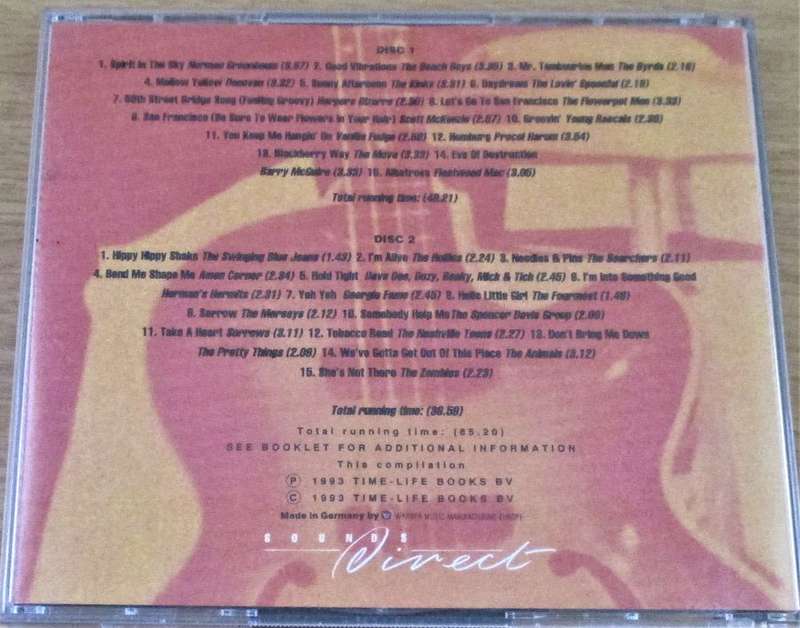 DISC 1
1. Spirit In The Sky Norman Greenbaum (3.57) 2. Good Vibrations The Beach Boys (3.35) 3. Mr. Tambourine Man The Byrds (2.16)
4. Mellow Yellow Donovan (3.32) 5. Sunny Afternoon The Kinks (3.31) 6. Daydream The Lovin' Spoonful (2.19)
7. 59th Street Bridge Song (Feeling Groovy) Harpers Bizarre (2.30) 8. Let's Go To San Francisco The Flowerpot Men (3.33)
9. San Francisco (Be Sure To Wear Flowers In Your Hair) Scott McKenzie (2.57) 10. Groovin' Young Rascals (2.30)
11. You Keep Me Hangin' On Vanilla Fudge (2.52) 12. Homburg Procol Harum (3.54)
13. Blackberry Way The Move (3.33) 14. Eve Of Destruction
Barry McGuire (3.33) 15. Albatross Fleetwood Mac (3.05)
Total running time: (48.21)
DISC 2
1. Hippy Hippy Shake The Swinging Blue Jeans (1.43) 2. I'm Alive The Hollies (2.24) 3. Needles & Pins The Searchers (2.11)
4. Bend Me Shape Me Amen Corner (2.34) 5. Hold Tight Dave Dee, Dozy, Beaky, Mick & Tich (2.45) 6. I'm Into Something Good
Herman's Hermits (2.31) 7. Yeh Yeh Georgie Fame (2.45) 8. Hello Little Girl The Fourmost (1.48)
9. Sorrow The Merseys (2.12) 10. Somebody Help Me The Spencer Davis Group (2.00)
11. Take A Heart Sorrows (3.11) 12. Tobacco Road The Nashville Teens (2.27) 13. Don't Bring Me Down
The Pretty Things (2.08) 14. We've Gotta Get Out Of This Place The Animals (3.12)
15. She's Not There The Zombies (2.23)
Total running time: (36.59)
Total running time: (85.20)
SEE BOOKLET FOR ADDITIONAL INFORMATION
This compilation
Ⓟ 1993 TIME-LIFE BOOKS BV
© 1993 TIME-LIFE BOOKS BV
Made in Germany by WARNER MUSIC MANUFACTURING EUROPE
SOUNDS
Direct